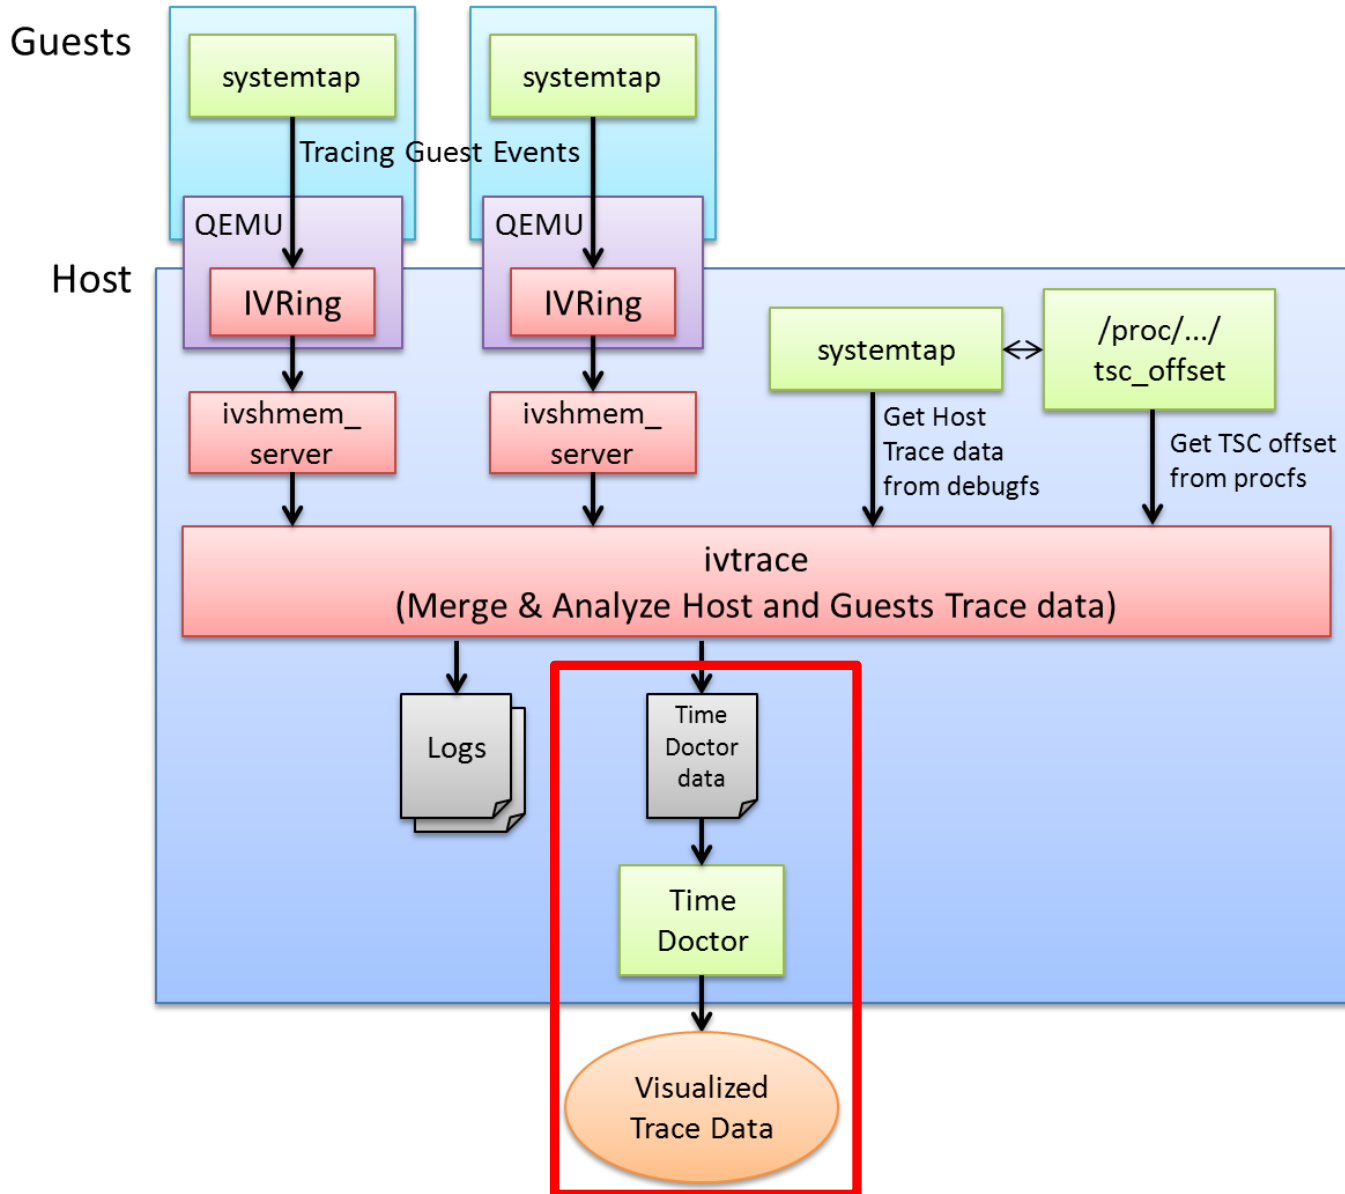 Guests
systemtap
systemtap
Tracing Guest Events
QEMU
QEMU
Host
IVRing
IVRing
systemtap
/proc/.../
tsc_offset
ivshmem_
server
ivshmem_
server
Get Host
Trace data
from debugfs
Get TSC offset
from procfs
ivtrace
(Merge & Analyze Host and Guests Trace data)
Logs
Time
Doctor
data
Time
Doctor
Visualized
Trace Data